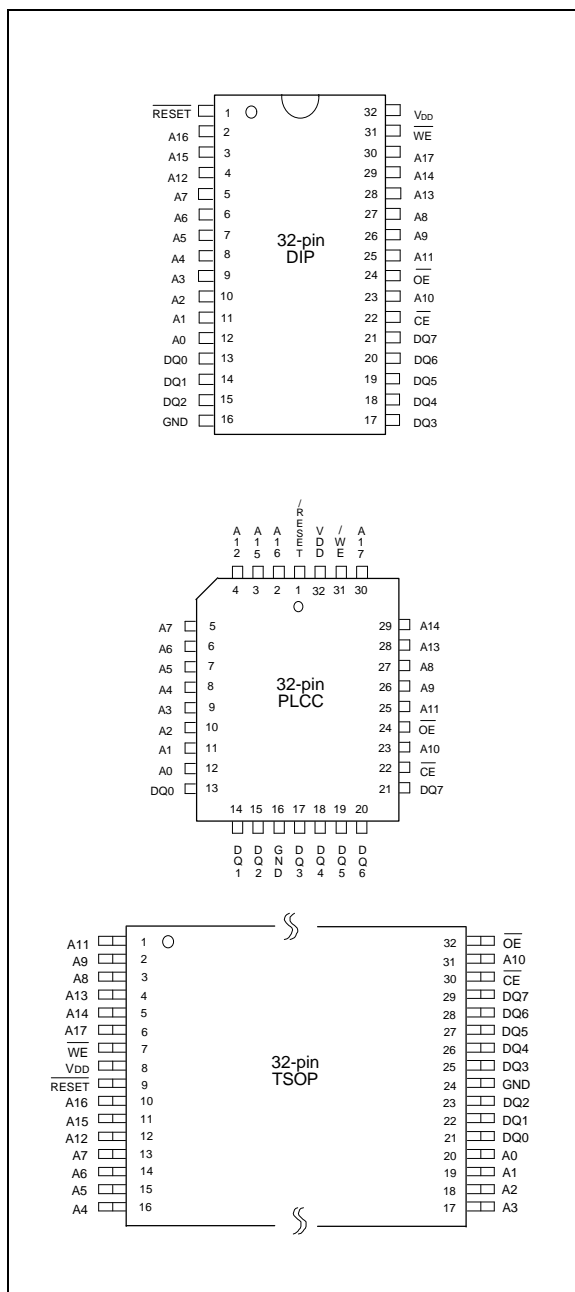 RESET 1 32 VDD
A16 2 31 WE
A15 3 30 A17
A12 4 29 A14
A7 5 28 A13
A6 6 27 A8
A5 7 26 A9
32-pin
DIP
A4 8 25 A11
A3 9 24 OE
A2 10 23 A10
A1 11 22 CE
A0 12 21 DQ7
DQ0 13 20 DQ6
DQ1 14 19 DQ5
DQ2 15 18 DQ4
GND 16 17 DQ3
A12 A15 A16 /RESET VDD /WE A17
4 3 2 1 32 31 30
A7 5 29 A14
A6 6 28 A13
A5 7 27 A8
A4 8 26 A9
32-pin
PLCC
A3 9 25 A11
A2 10 24 OE
A1 11 23 A10
A0 12 22 CE
DQ0 13 21 DQ7
14 15 16 17 18 19 20
DQ1 DQ2 GND DQ3 DQ4 DQ5 DQ6
A11 1 32 OE
A9 2 31 A10
A8 3 30 CE
A13 4 29 DQ7
A14 5 28 DQ6
A17 6 27 DQ5
WE 7 26 DQ4
VDD 8 25 DQ3
32-pin
TSOP
RESET 9 24 GND
A16 10 23 DQ2
A15 11 22 DQ1
A12 12 21 DQ0
A7 13 20 A0
A6 14 19 A1
A5 15 18 A2
A4 16 17 A3